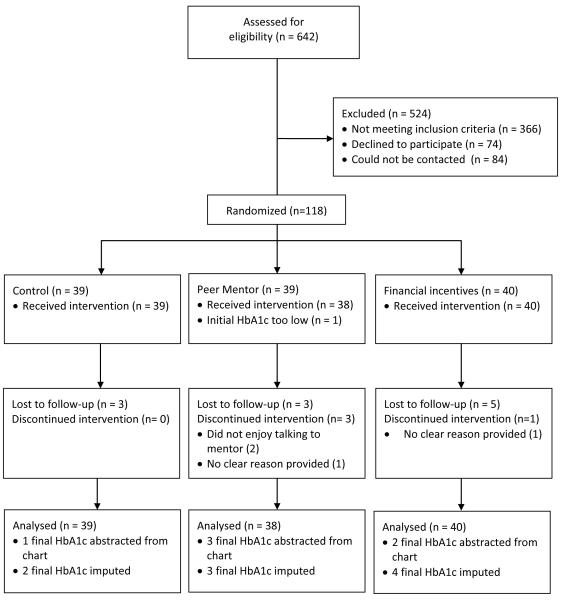 Assessed for
eligibility (n = 642)
Excluded (n = 524)
• Not meeting inclusion criteria (n = 366)
• Declined to participate (n = 74)
• Could not be contacted (n = 84)
Randomized (n=118)
Control (n = 39)
• Received intervention (n = 39)
Peer Mentor (n = 39)
• Received intervention (n = 38)
• Initial HbA1c too low (n = 1)
Financial incentives (n = 40)
• Received intervention (n = 40)
Lost to follow-up (n = 3)
Discontinued intervention (n= 0)
Lost to follow-up (n = 3)
Discontinued intervention (n= 3)
• Did not enjoy talking to
mentor (2)
• No clear reason provided (1)
Lost to follow-up (n = 5)
Discontinued intervention (n=1)
• No clear reason provided (1)
Analysed (n = 39)
• 1 final HbA1c abstracted from
chart
• 2 final HbA1c imputed
Analysed (n = 38)
• 3 final HbA1c abstracted from
chart
• 3 final HbA1c imputed
Analysed (n = 40)
• 2 final HbA1c abstracted from
chart
• 4 final HbA1c imputed